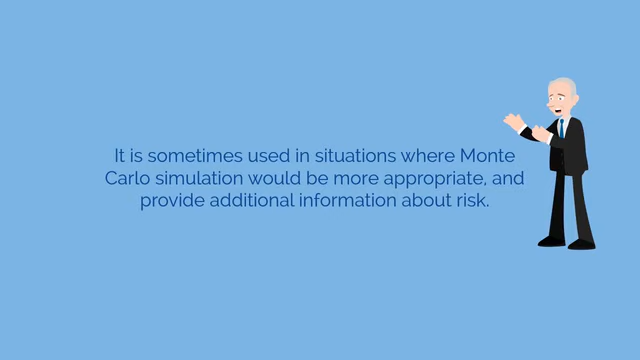 It is sometimes used in situations where Monte
Carlo simulation would be more appropriate, and
provide additional information about risk.